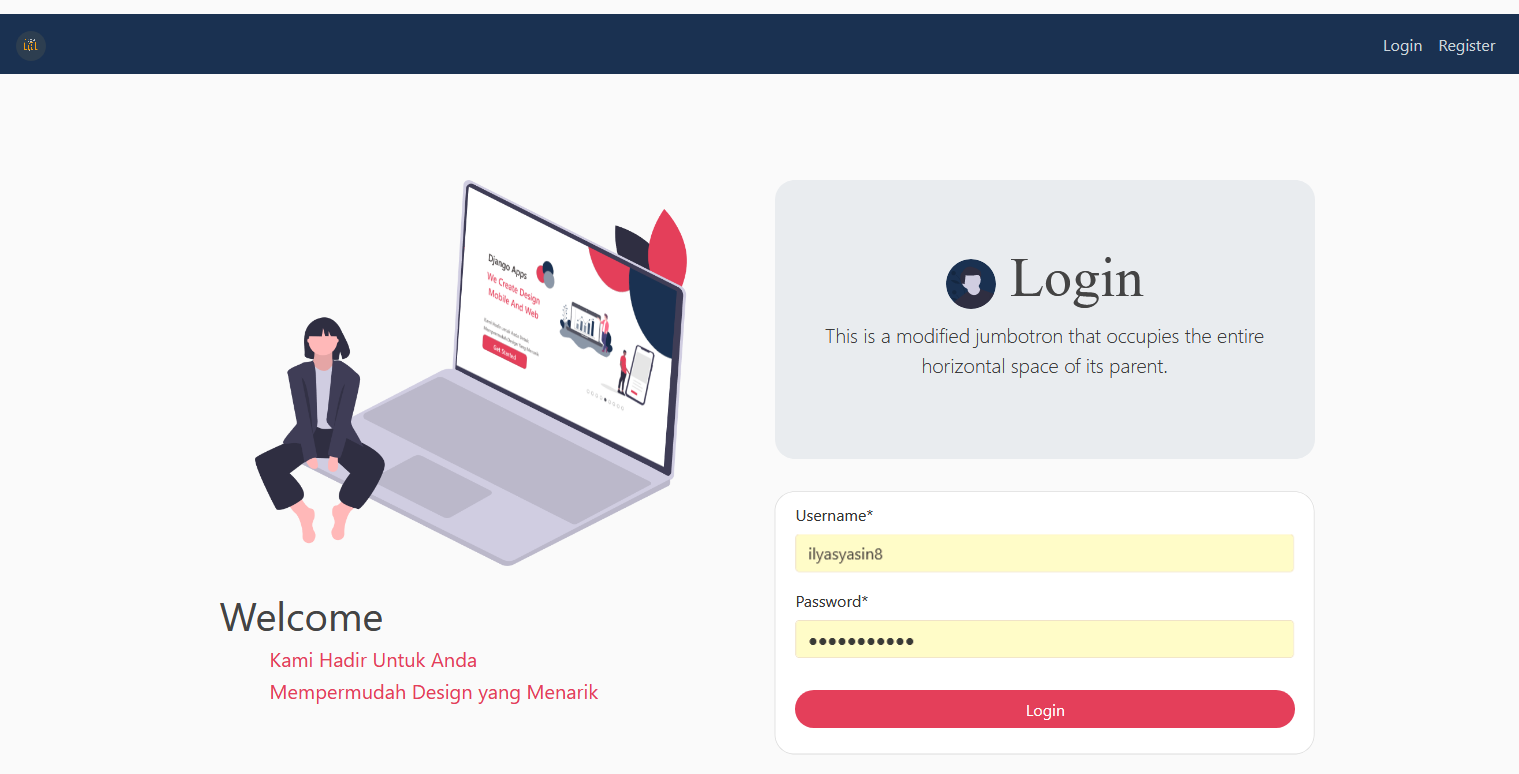 Login Register
Django Apps
We Create Design
Mobile And Web
Get Started
Login
This is a modified jumbotron that occupies the entire
horizontal space of its parent.
Username*
ilyasyasin8
Password*
Login
Welcome
Kami Hadir Untuk Anda
Mempermudah Design yang Menarik